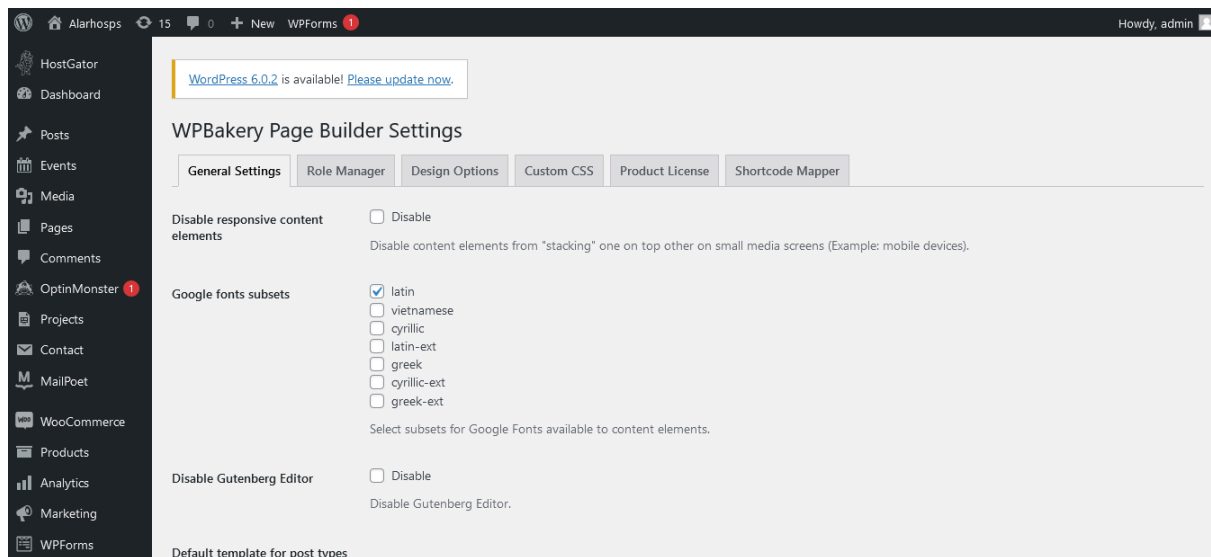 Alarhosps 15 0 New WPForms 1 Howdy, admin
HostGator
Dashboard
Posts
Events
Media
Pages
Comments
OptinMonster 1
Projects
Contact
MailPoet
WooCommerce
Products
Analytics
Marketing
WPForms
WordPress 6.0.2 is available! Please update now.
WPBakery Page Builder Settings
General Settings Role Manager Design Options Custom CSS Product License Shortcode Mapper
Disable responsive content
elements
Disable
Disable content elements from "stacking" one on top other on small media screens (Example: mobile devices).
Google fonts subsets
latin
vietnamese
cyrillic
latin-ext
greek
cyrillic-ext
greek-ext
Select subsets for Google Fonts available to content elements.
Disable Gutenberg Editor
Disable
Disable Gutenberg Editor.
Default template for post types